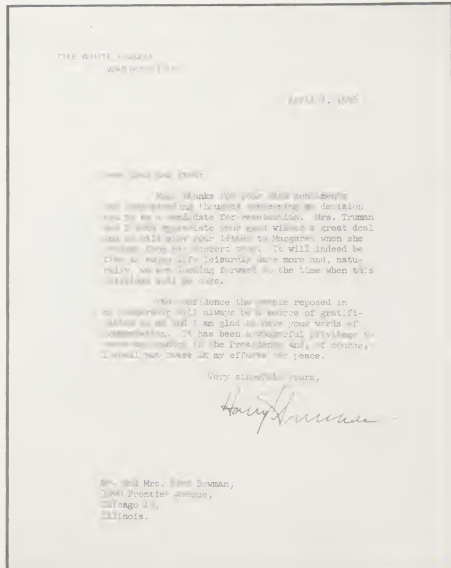 THE WHITE HOUSE
WASHINGTON
April
Many thanks for your kind sentiments
and understanding thought concerning my decision
not to be a candidate for reelection. Mrs. Truman
and I both appreciate your good wishes a great deal
and we will show your letter to Margaret when she
returns from her concert tour. It will indeed be
fine to enjoy life leisurely once more and, natu-
rally, we are looking forward to the time when this
will be ours.
The confidence the people reposed in
me will always be a source of gratifi-
cation to me and I am glad to have your words of
commendation. It has been a wonderful privilege to
serve my country in the Presidency and, of course,
I shall not cease in my efforts for peace.
Very sincerely yours,
Harry Truman
Mr. and Mrs. Bowman,
Frontier Avenue,
Chicago
Illinois.